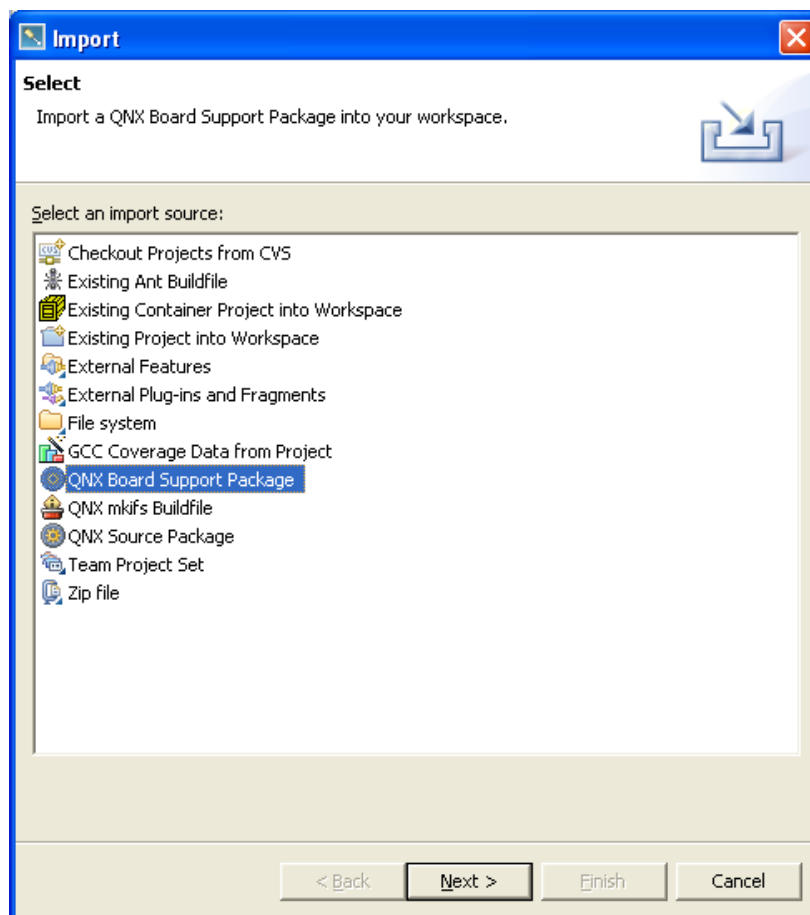 Import
Select
Import a QNX Board Support Package into your workspace.
Select an import source:
Checkout Projects from CVS
Existing Ant Buildfile
Existing Container Project into Workspace
Existing Project into Workspace
External Features
External Plug-ins and Fragments
File system
GCC Coverage Data from Project
QNX Board Support Package
QNX mkifs Buildfile
QNX Source Package
Team Project Set
Zip file
< Back Next > Finish Cancel